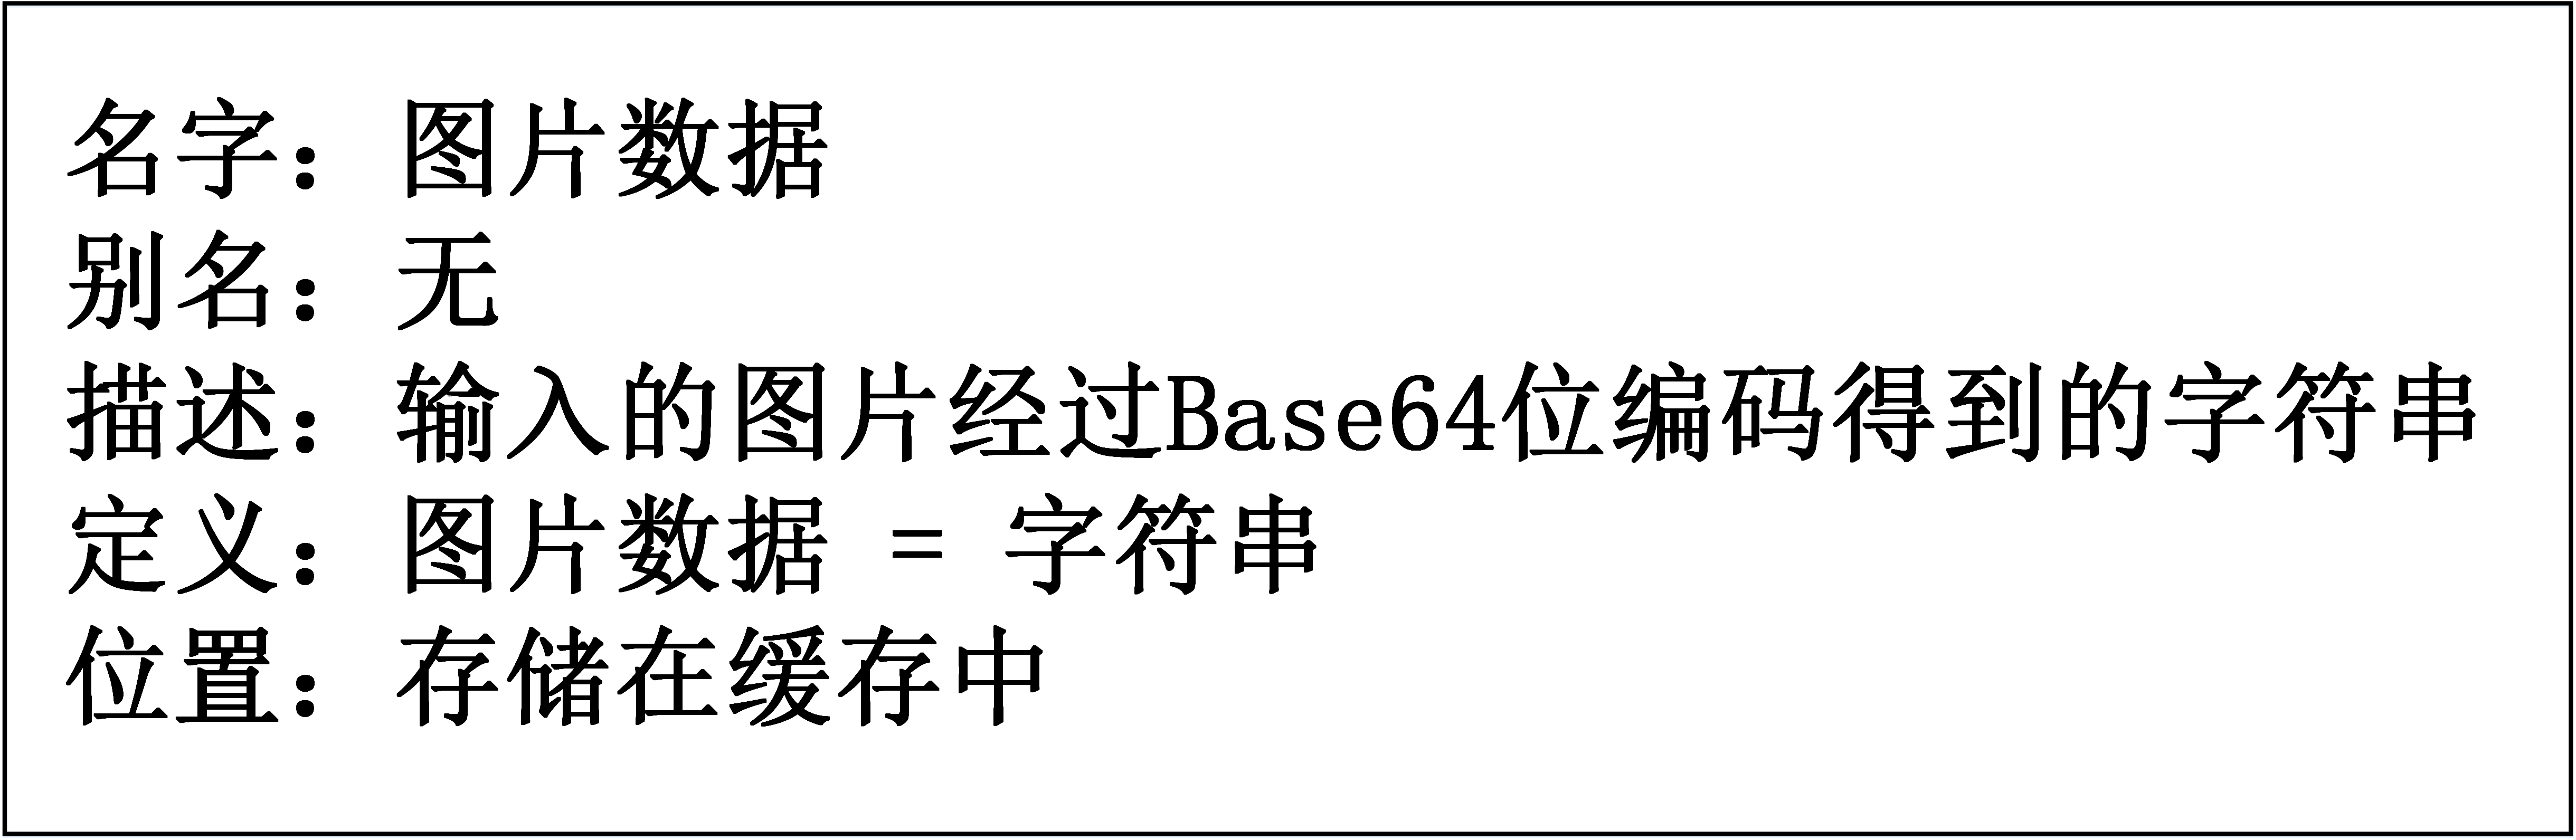 名字：图片数据
别名：无
描述：输入的图片经过Base64位编码得到的字符串
定义：图片数据 = 字符串
位置：存储在缓存中